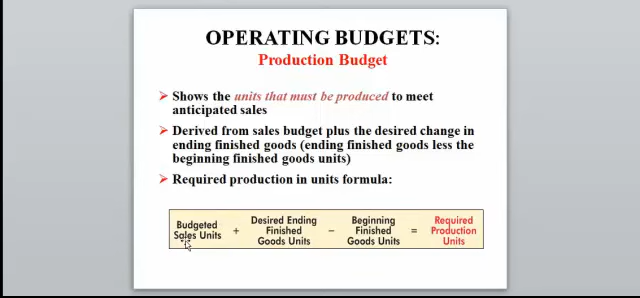 OPERATING BUDGETS:
Production Budget
➢ Shows the units that must be produced to meet
anticipated sales
➢ Derived from sales budget plus the desired change in
ending finished goods (ending finished goods less the
beginning finished goods units)
➢ Required production in units formula:
Budgeted Sales Units + Desired Ending Finished Goods Units − Beginning Finished Goods Units = Required Production Units